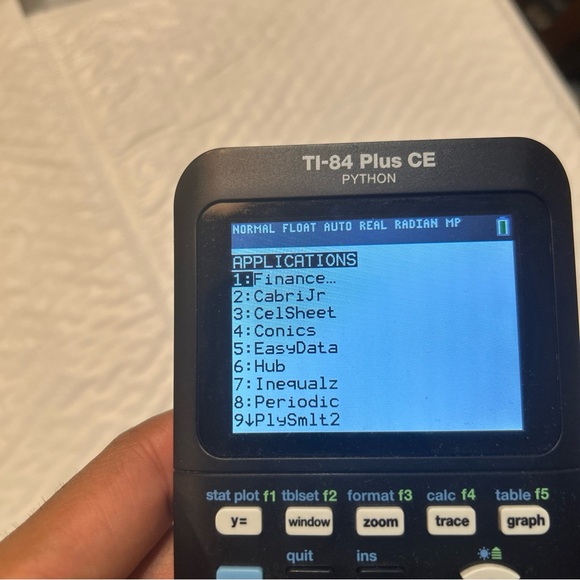 TI-84 Plus CE
PYTHON
NORMAL FLOAT AUTO REAL RADIAN MP
APPLICATIONS
1:Finance…
2:CabriJr
3:CelSheet
4:Conics
5:EasyData
6:Hub
7:Inequalz
8:Periodic
9↓PlySmlt2
stat plot f1 tblset f2 format f3 calc f4 table f5
y= window zoom trace graph
quit ins